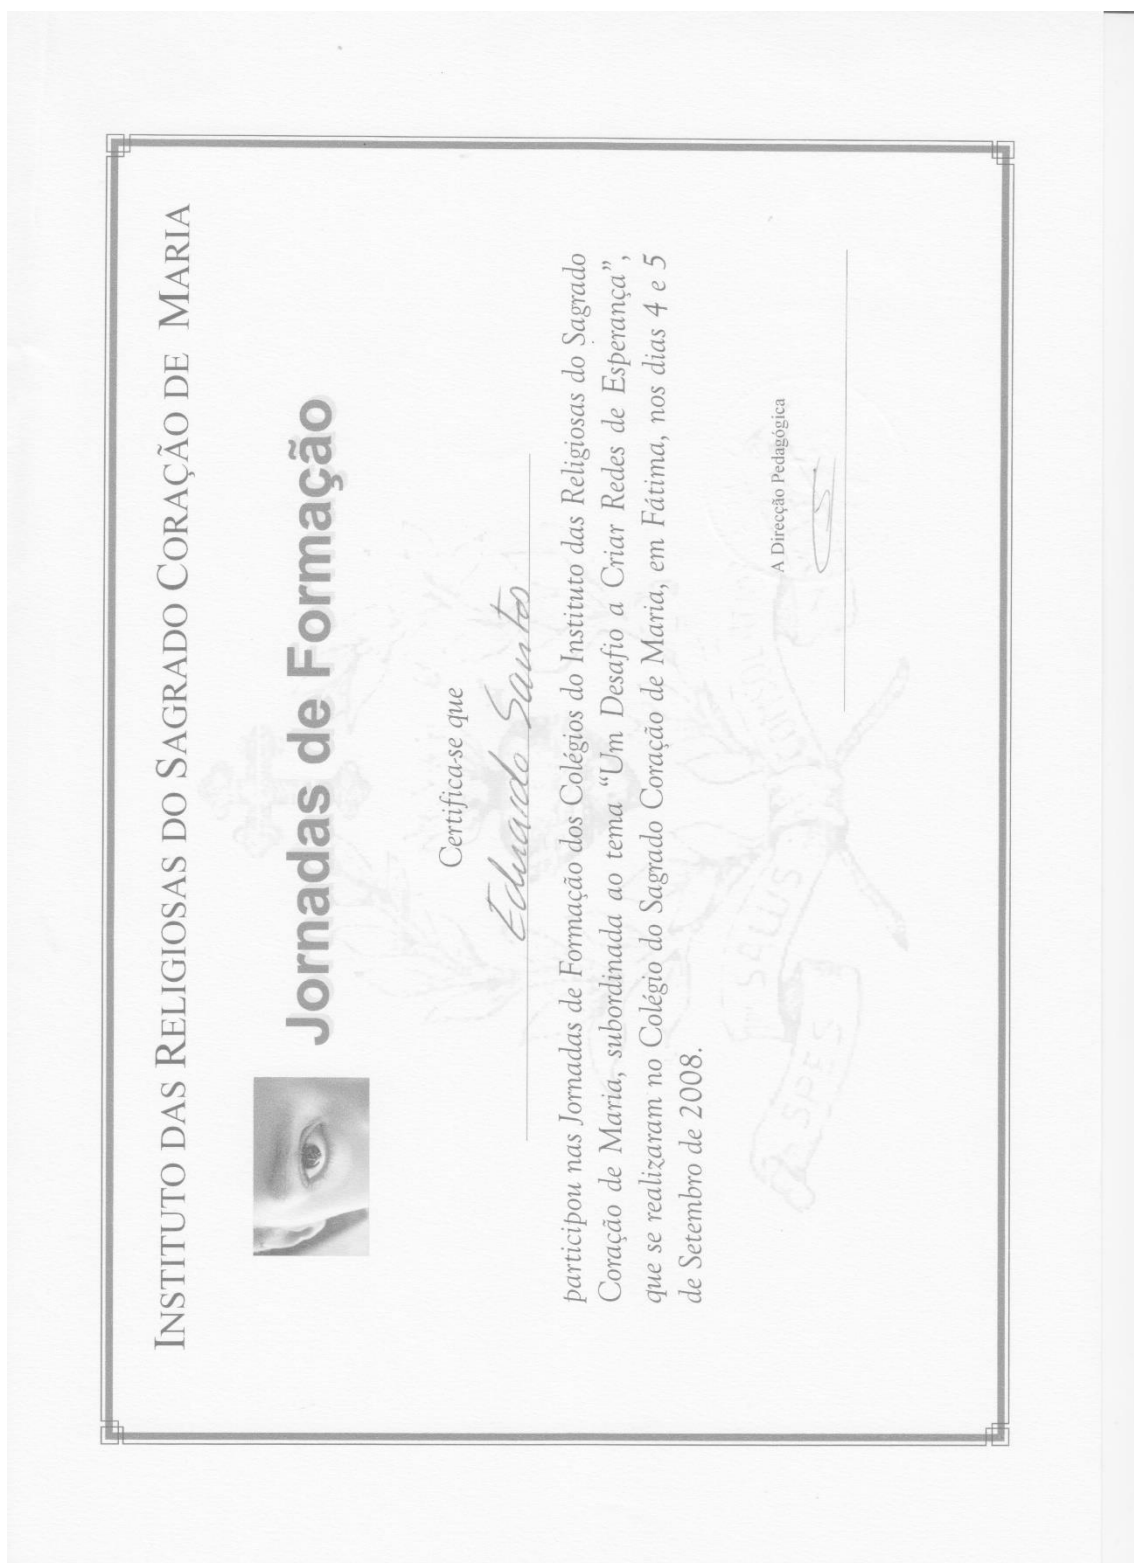 INSTITUTO DAS RELIGIOSAS DO SAGRADO CORAÇÃO DE MARIA
Jornadas de Formação
Certifica-se que
Eduardo Santos
participou nas Jornadas de Formação dos Colégios do Instituto das Religiosas do Sagrado
Coração de Maria, subordinada ao tema “Um Desafio a Criar Redes de Esperança”,
que se realizaram no Colégio do Sagrado Coração de Maria, em Fátima, nos dias 4 e 5
de Setembro de 2008.
A Direcção Pedagógica
SPES
SALUS